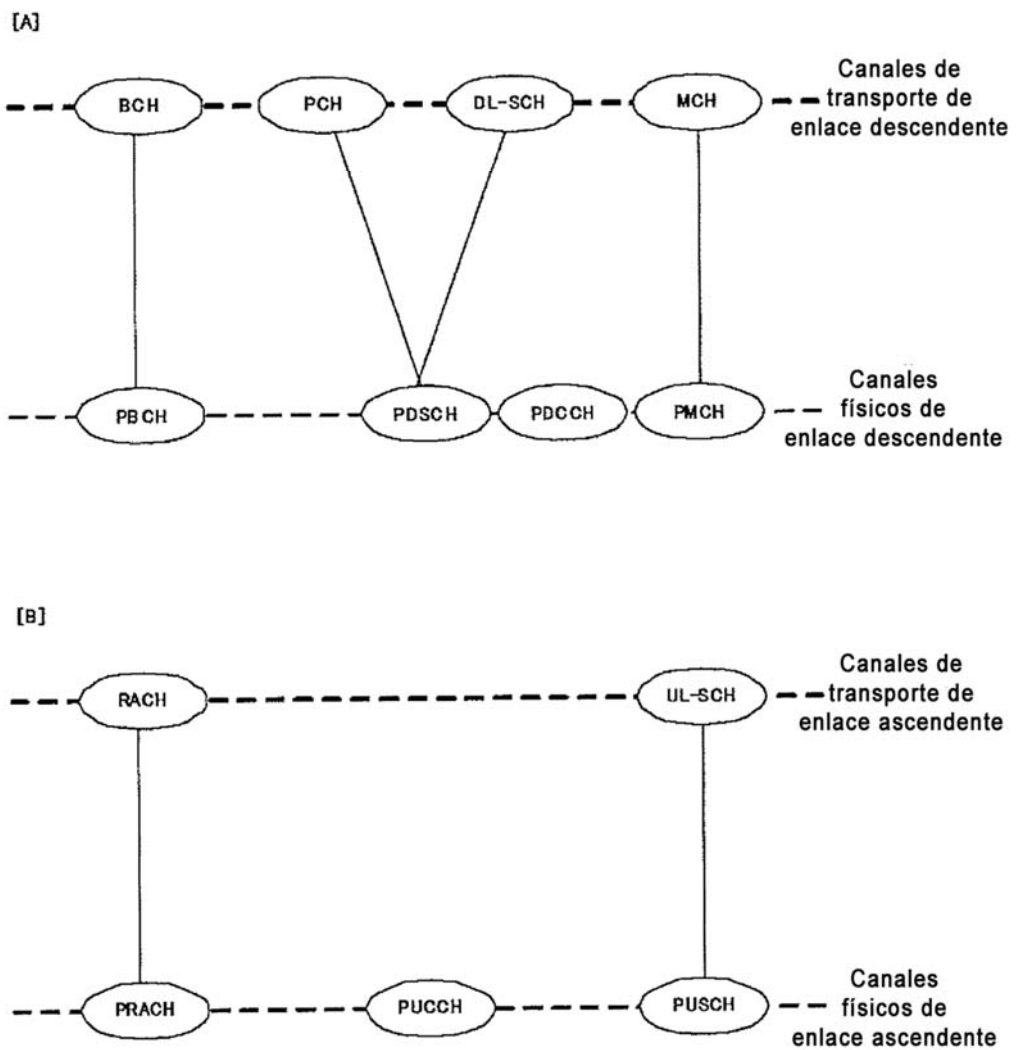 [A]
BCH
PCH
DL-SCH
MCH
Canales de
transporte de
enlace descendente
PBCH
PDSCH
PDCCH
PMCH
Canales
físicos de
enlace descendente
[B]
RACH
UL-SCH
Canales de
transporte de
enlace ascendente
PRACH
PUCCH
PUSCH
Canales
físicos de
enlace ascendente